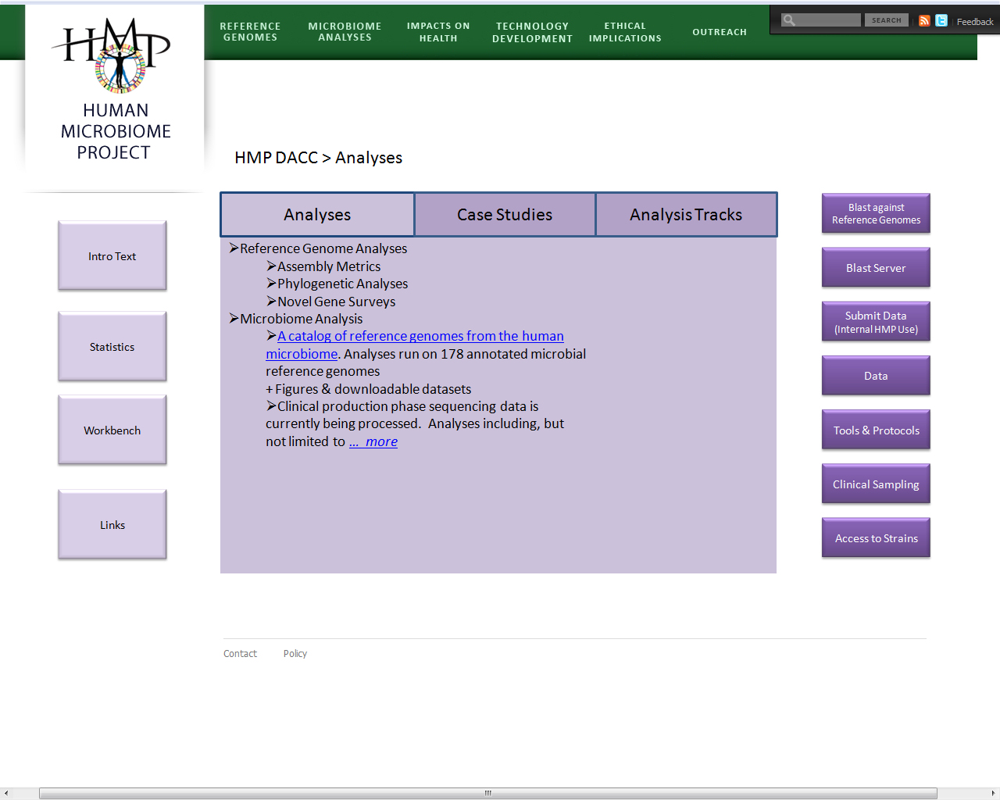 REFERENCE GENOMES
MICROBIOME ANALYSES
IMPACTS ON HEALTH
TECHNOLOGY DEVELOPMENT
ETHICAL IMPLICATIONS
OUTREACH
SEARCH
Feedback
HMP
HUMAN
MICROBIOME
PROJECT
HMP DACC > Analyses
Intro Text
Statistics
Workbench
Links
Analyses
Case Studies
Analysis Tracks
➢Reference Genome Analyses
➢Assembly Metrics
➢Phylogenetic Analyses
➢Novel Gene Surveys
➢Microbiome Analysis
➢A catalog of reference genomes from the human
microbiome. Analyses run on 178 annotated microbial
reference genomes
+ Figures & downloadable datasets
➢Clinical production phase sequencing data is
currently being processed.  Analyses including, but
not limited to ...  more
Blast against
Reference Genomes
Blast Server
Submit Data
(Internal HMP Use)
Data
Tools & Protocols
Clinical Sampling
Access to Strains
Contact
Policy